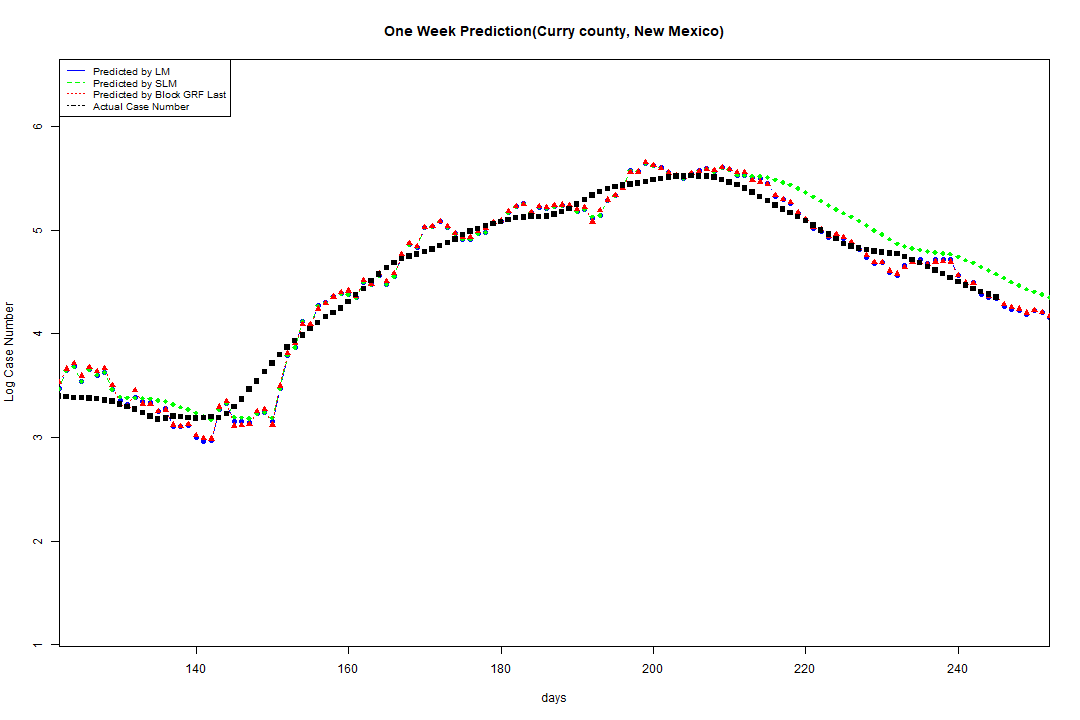 One Week Prediction(Curry county, New Mexico)
Predicted by LM
Predicted by SLM
Predicted by Block GRF Last
Actual Case Number
6
5
4
3
2
1
Log Case Number
140 160 180 200 220 240
days